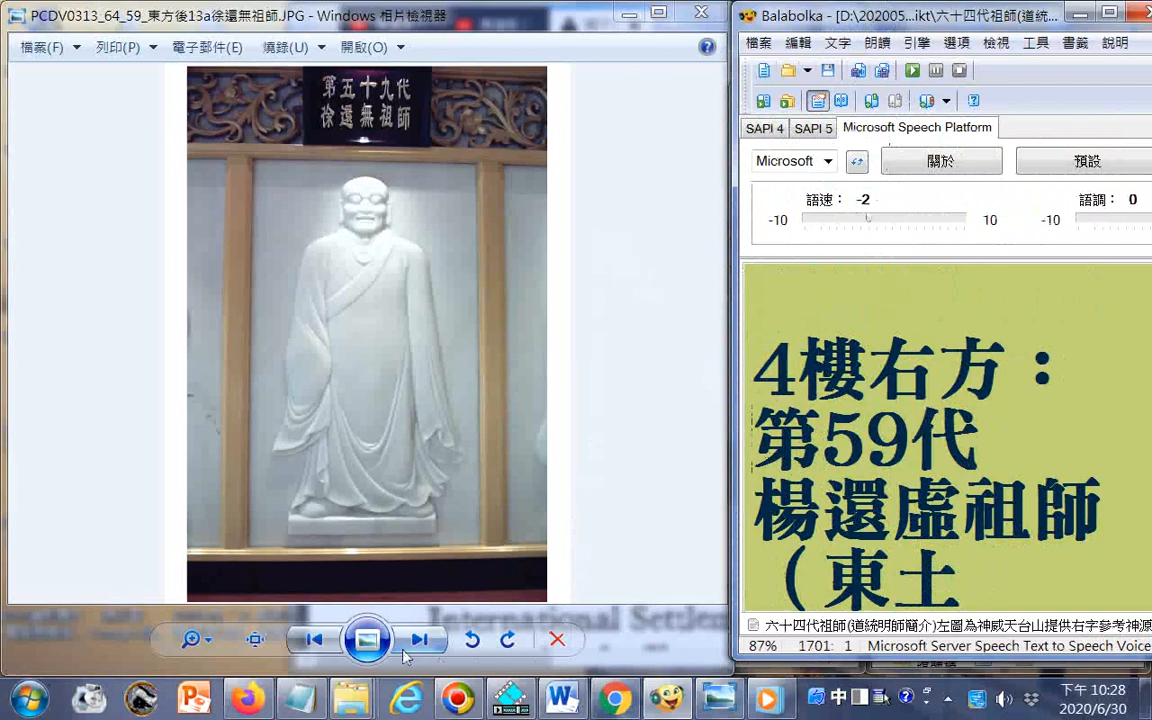 PCDV0313_64_59_東方後13a徐還無祖師.JPG - Windows 相片檢視器
檔案(F) 列印(P) 電子郵件(E) 燒錄(U) 開啟(O)
第五十九代
徐還無祖師
International Settlem
Balabolka - [D:\202005...ikt\六十四代祖師(道統...
檔案 編輯 文字 朗讀 引擎 選項 檢視 工具 書籤 說明
SAPI 4 SAPI 5 Microsoft Speech Platform
Microsoft 關於 預設
語速： -2 語調： 0
-10 10 -10
4樓右方：
第59代
楊還虛祖師
（東土
六十四代祖師(道統明師簡介)左圖為神威天台山提供右字參考神源
87% 1701: 1 Microsoft Server Speech Text to Speech Voice
中
下午 10:28
2020/6/30